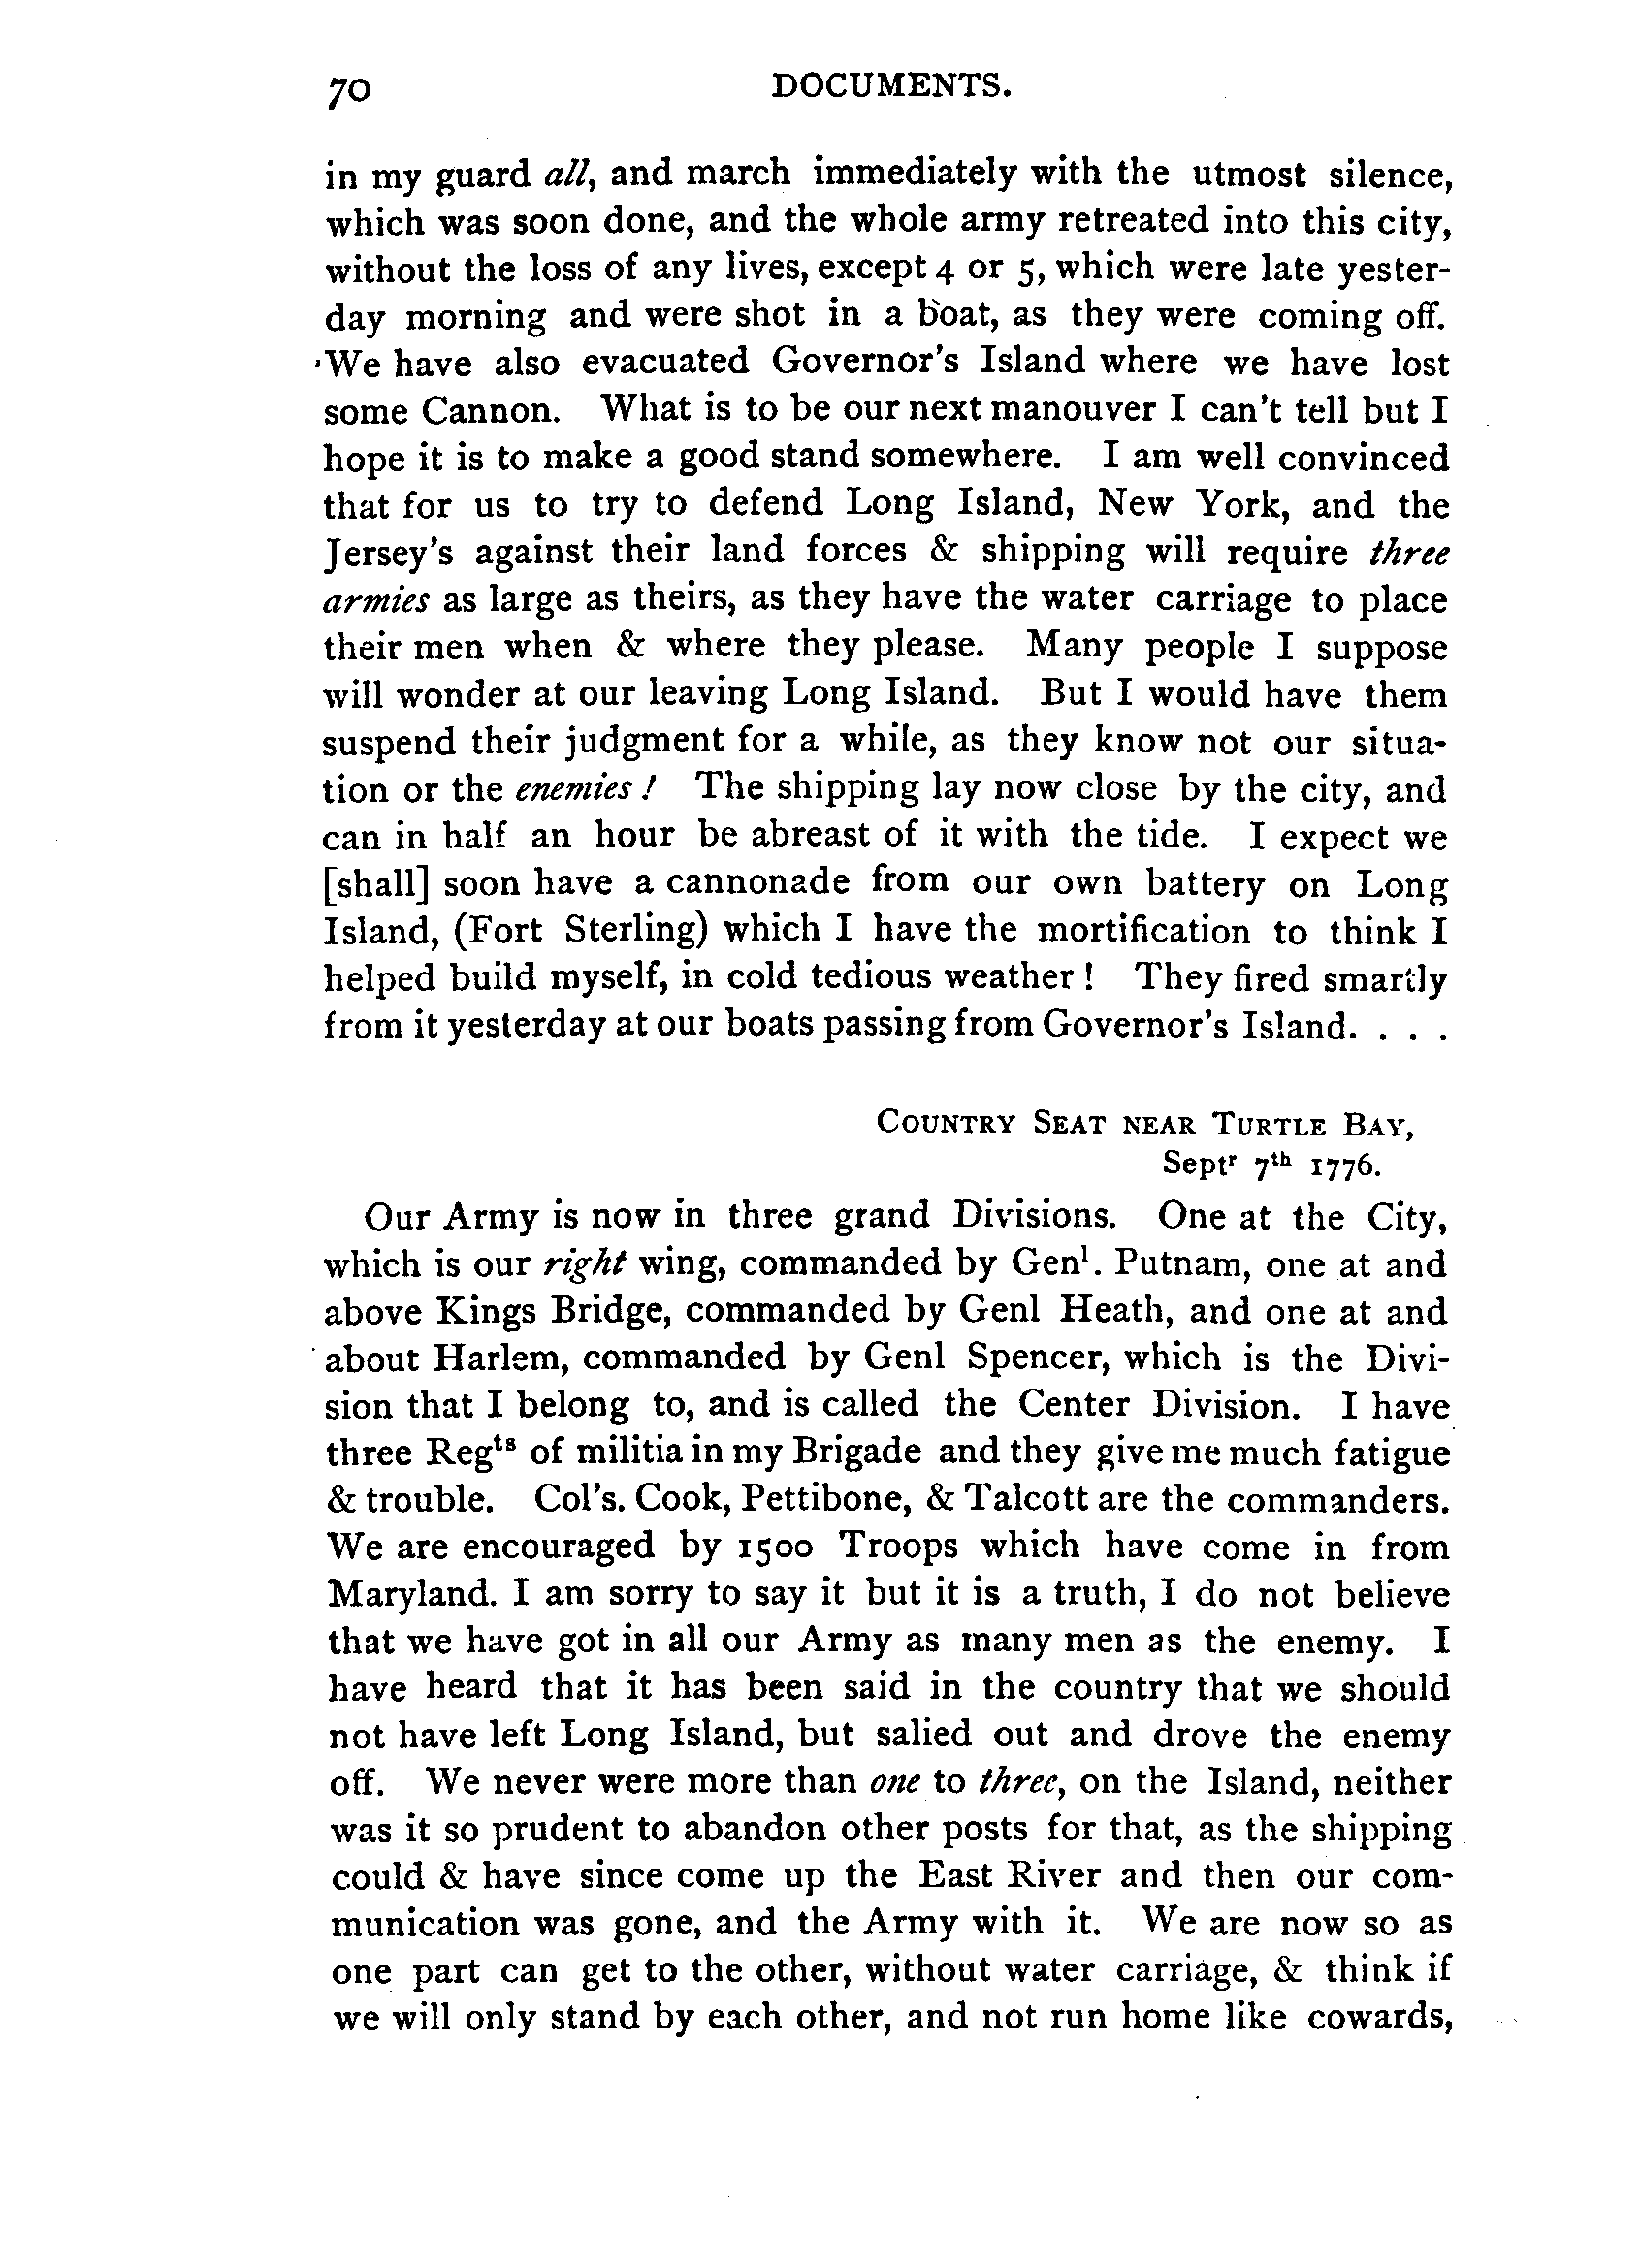 70 DOCUMENTS.
in my guard all, and march immediately with the utmost silence,
which was soon done, and the whole army retreated into this city,
without the loss of any lives, except 4 or 5, which were late yester-
day morning and were shot in a boat, as they were coming off.
We have also evacuated Governor's Island where we have lost
some Cannon. What is to be our next manouver I can't tell but I
hope it is to make a good stand somewhere. I am well convinced
that for us to try to defend Long Island, New York, and the
Jersey's against their land forces & shipping will require three
armies as large as theirs, as they have the water carriage to place
their men when & where they please. Many people I suppose
will wonder at our leaving Long Island. But I would have them
suspend their judgment for a while, as they know not our situa-
tion or the enemies! The shipping lay now close by the city, and
can in half an hour be abreast of it with the tide. I expect we
[shall] soon have a cannonade from our own battery on Long
Island, (Fort Sterling) which I have the mortification to think I
helped build myself, in cold tedious weather! They fired smartly
from it yesterday at our boats passing from Governor's Island. . . .
COUNTRY SEAT NEAR TURTLE BAY,
Septr 7th 1776.
Our Army is now in three grand Divisions. One at the City,
which is our right wing, commanded by Genl. Putnam, one at and
above Kings Bridge, commanded by Genl Heath, and one at and
about Harlem, commanded by Genl Spencer, which is the Divi-
sion that I belong to, and is called the Center Division. I have
three Regts of militia in my Brigade and they give me much fatigue
& trouble. Col's. Cook, Pettibone, & Talcott are the commanders.
We are encouraged by 1500 Troops which have come in from
Maryland. I am sorry to say it but it is a truth, I do not believe
that we have got in all our Army as many men as the enemy. I
have heard that it has been said in the country that we should
not have left Long Island, but salied out and drove the enemy
off. We never were more than one to three, on the Island, neither
was it so prudent to abandon other posts for that, as the shipping
could & have since come up the East River and then our com-
munication was gone, and the Army with it. We are now so as
one part can get to the other, without water carriage, & think if
we will only stand by each other, and not run home like cowards,